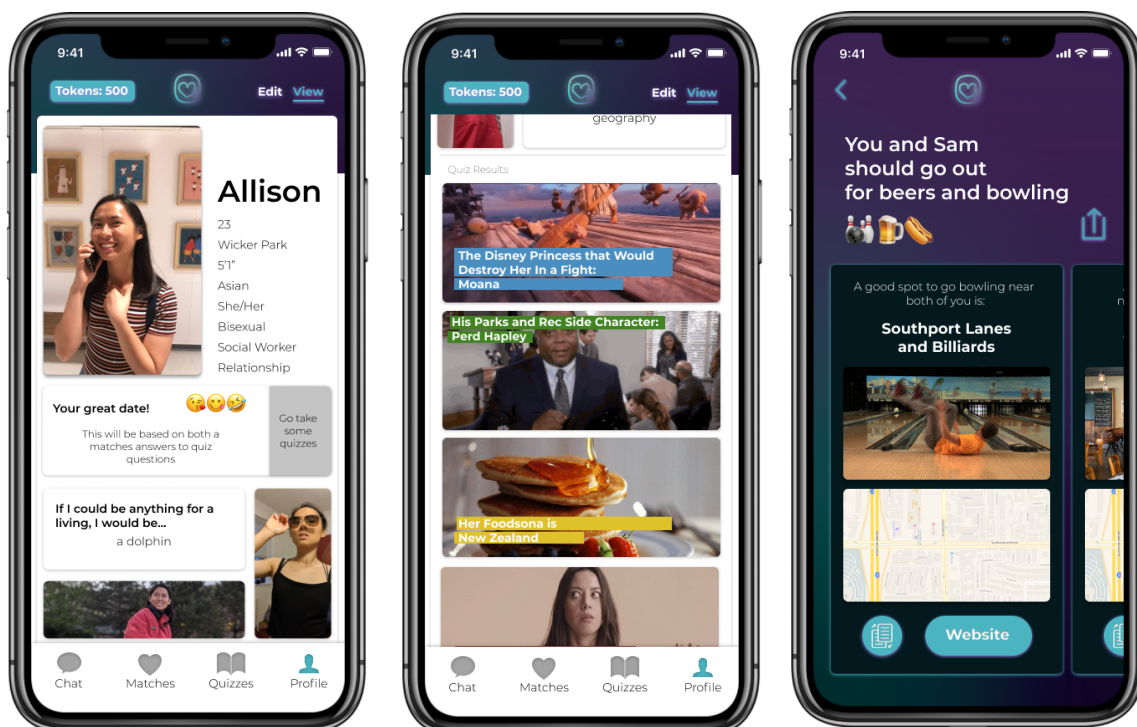 9:41
Tokens: 500
Edit View
Allison
23
Wicker Park
5'1"
Asian
She/Her
Bisexual
Social Worker
Relationship
Your great date! 😘😋🤣
This will be based on both a
matches answers to quiz
questions
Go take
some
quizzes
If I could be anything for a
living, I would be...
a dolphin
Chat
Matches
Quizzes
Profile
9:41
Tokens: 500
Edit View
geography
Quiz Results
The Disney Princess that Would
Destroy Her In a Fight:
Moana
His Parks and Rec Side Character:
Perd Hapley
Her Foodsona is
New Zealand
Chat
Matches
Quizzes
Profile
9:41
You and Sam
should go out
for beers and bowling
🎳🍺🌭
A good spot to go bowling near
both of you is:
Southport Lanes
and Billiards
Website